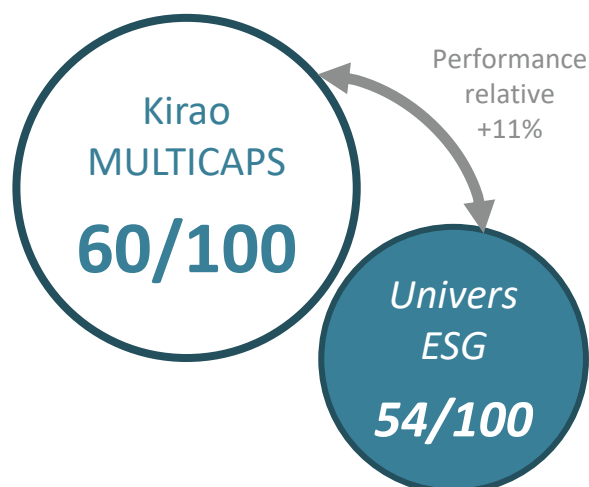 Kirao
MULTICAPS
60/100
Performance
relative
+11%
Univers
ESG
54/100